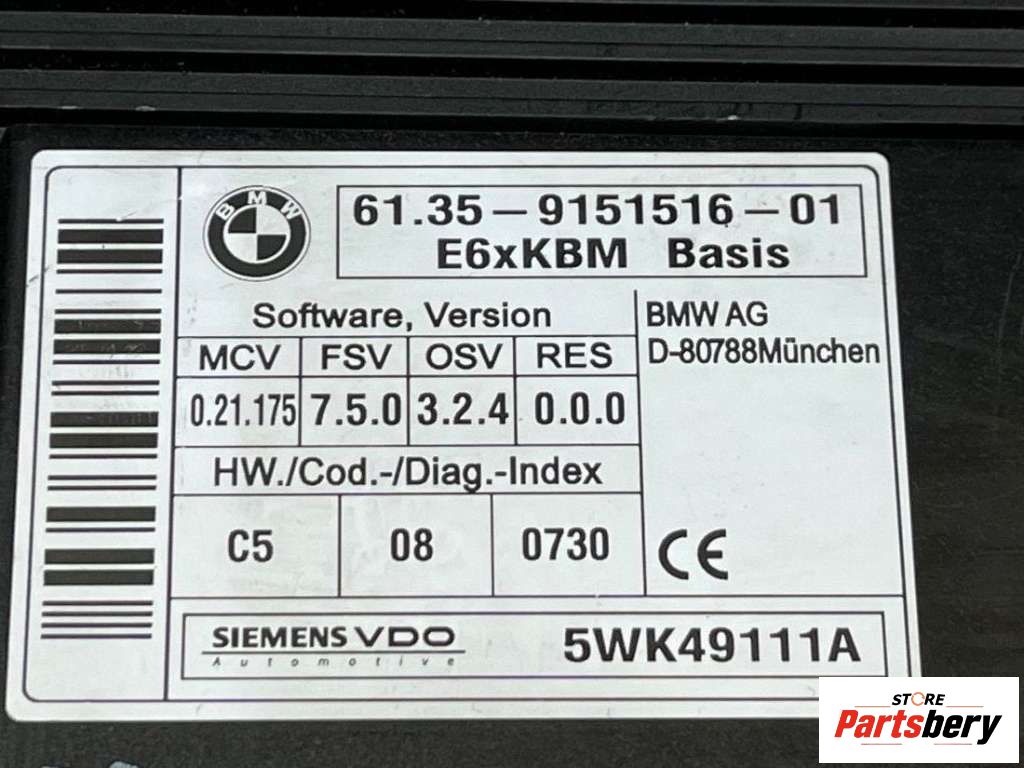 BMW
61.35-9151516-01
E6xKBM Basis
Software, Version
MCV FSV OSV RES
0.21.175 7.5.0 3.2.4 0.0.0
HW./Cod.-/Diag.-Index
C5 08 0730
BMW AG
D-80788München
CE
SIEMENS VDO
Automotive
5WK49111A
STORE
Partsbery